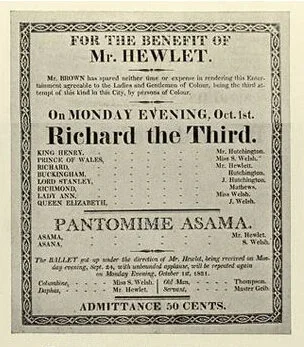 FOR THE BENEFIT OF
Mr. HEWLET.
Mr. BROWN has spared neither time or expense in rendering this Enter-
tainment agreeable to the Ladies and Gentlemen of Colour, being the third at-
tempt of this kind in this City, by persons of Colour.
On MONDAY EVENING, Oct. 1st.
Richard the Third.
KING HENRY, Mr. Hutchington.
PRINCE OF WALES, Miss S. Welsh.
RICHARD, Mr. Hewlett.
BUCKINGHAM, Hutchington.
LORD STANLEY, J. Hutchington.
RICHMOND, Mathews.
LADY ANN, Miss Welsh.
QUEEN ELIZABETH, J. Welsh.
PANTOMIME ASAMA.
ASAMA, Mr. Hewlet.
ASANA, S. Welsh.
The BALLET got up under the direction of Mr. Hewlet, being received on Mon-
day evening, Sept. 24, with unbounded applause, will be repeated again
on Monday Evening, October 1st, 1821.
Columbine, Miss S. Welsh. Old Man, Thompson.
Daphnis, Mr. Hewlet. Servant, Master Geib.
ADMITTANCE 50 CENTS.